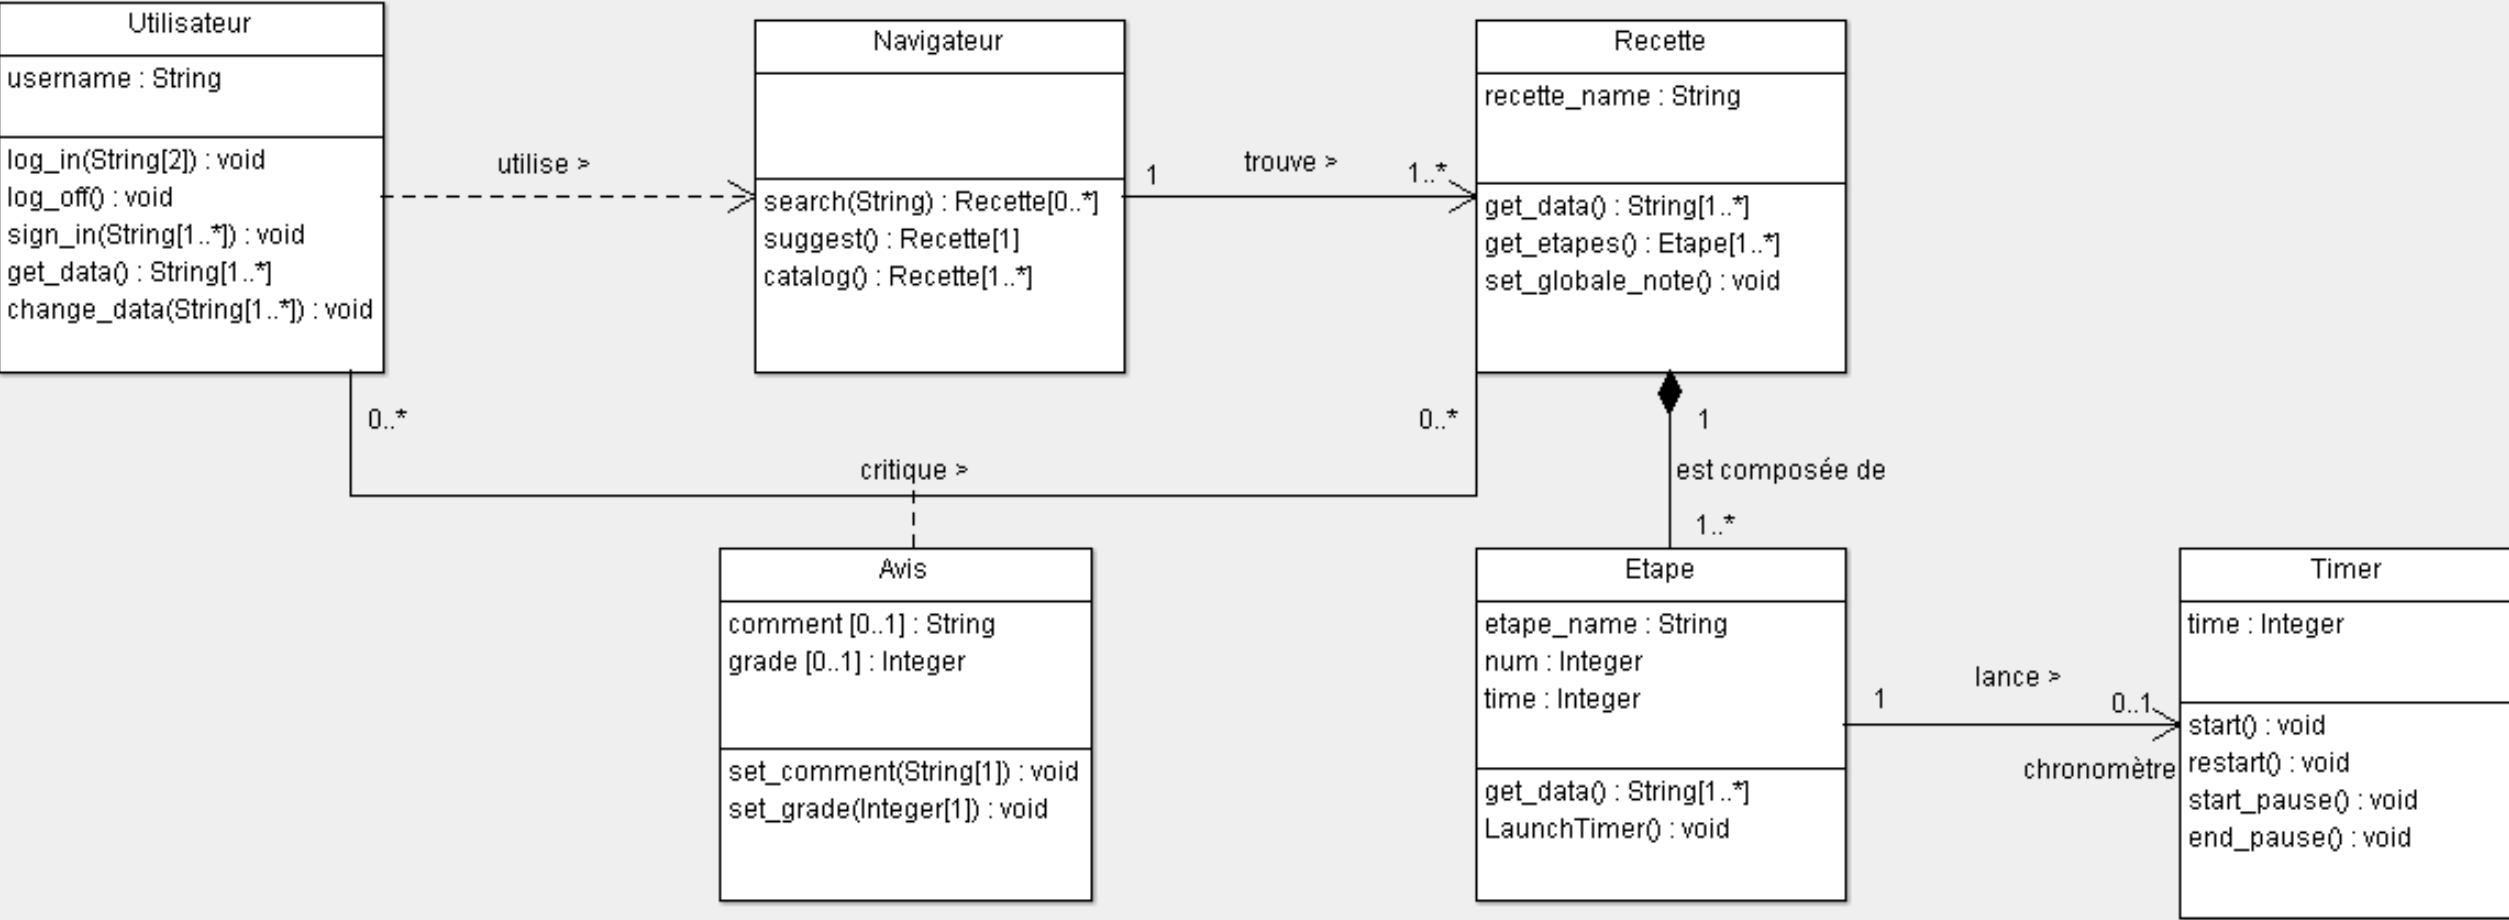 Utilisateur
username : String
log_in(String[2]) : void
log_off() : void
sign_in(String[1..*]) : void
get_data() : String[1..*]
change_data(String[1..*]) : void
utilise >
Navigateur
search(String) : Recette[0..*]
suggest() : Recette[1]
catalog() : Recette[1..*]
1
trouve >
1..*
Recette
recette_name : String
get_data() : String[1..*]
get_etapes() : Etape[1..*]
set_globale_note() : void
0..*
critique >
0..*
1
est composée de
1..*
Avis
comment [0..1] : String
grade [0..1] : Integer
set_comment(String[1]) : void
set_grade(Integer[1]) : void
Etape
etape_name : String
num : Integer
time : Integer
get_data() : String[1..*]
LaunchTimer() : void
1
lance >
0..1
chronomètre
Timer
time : Integer
start() : void
restart() : void
start_pause() : void
end_pause() : void